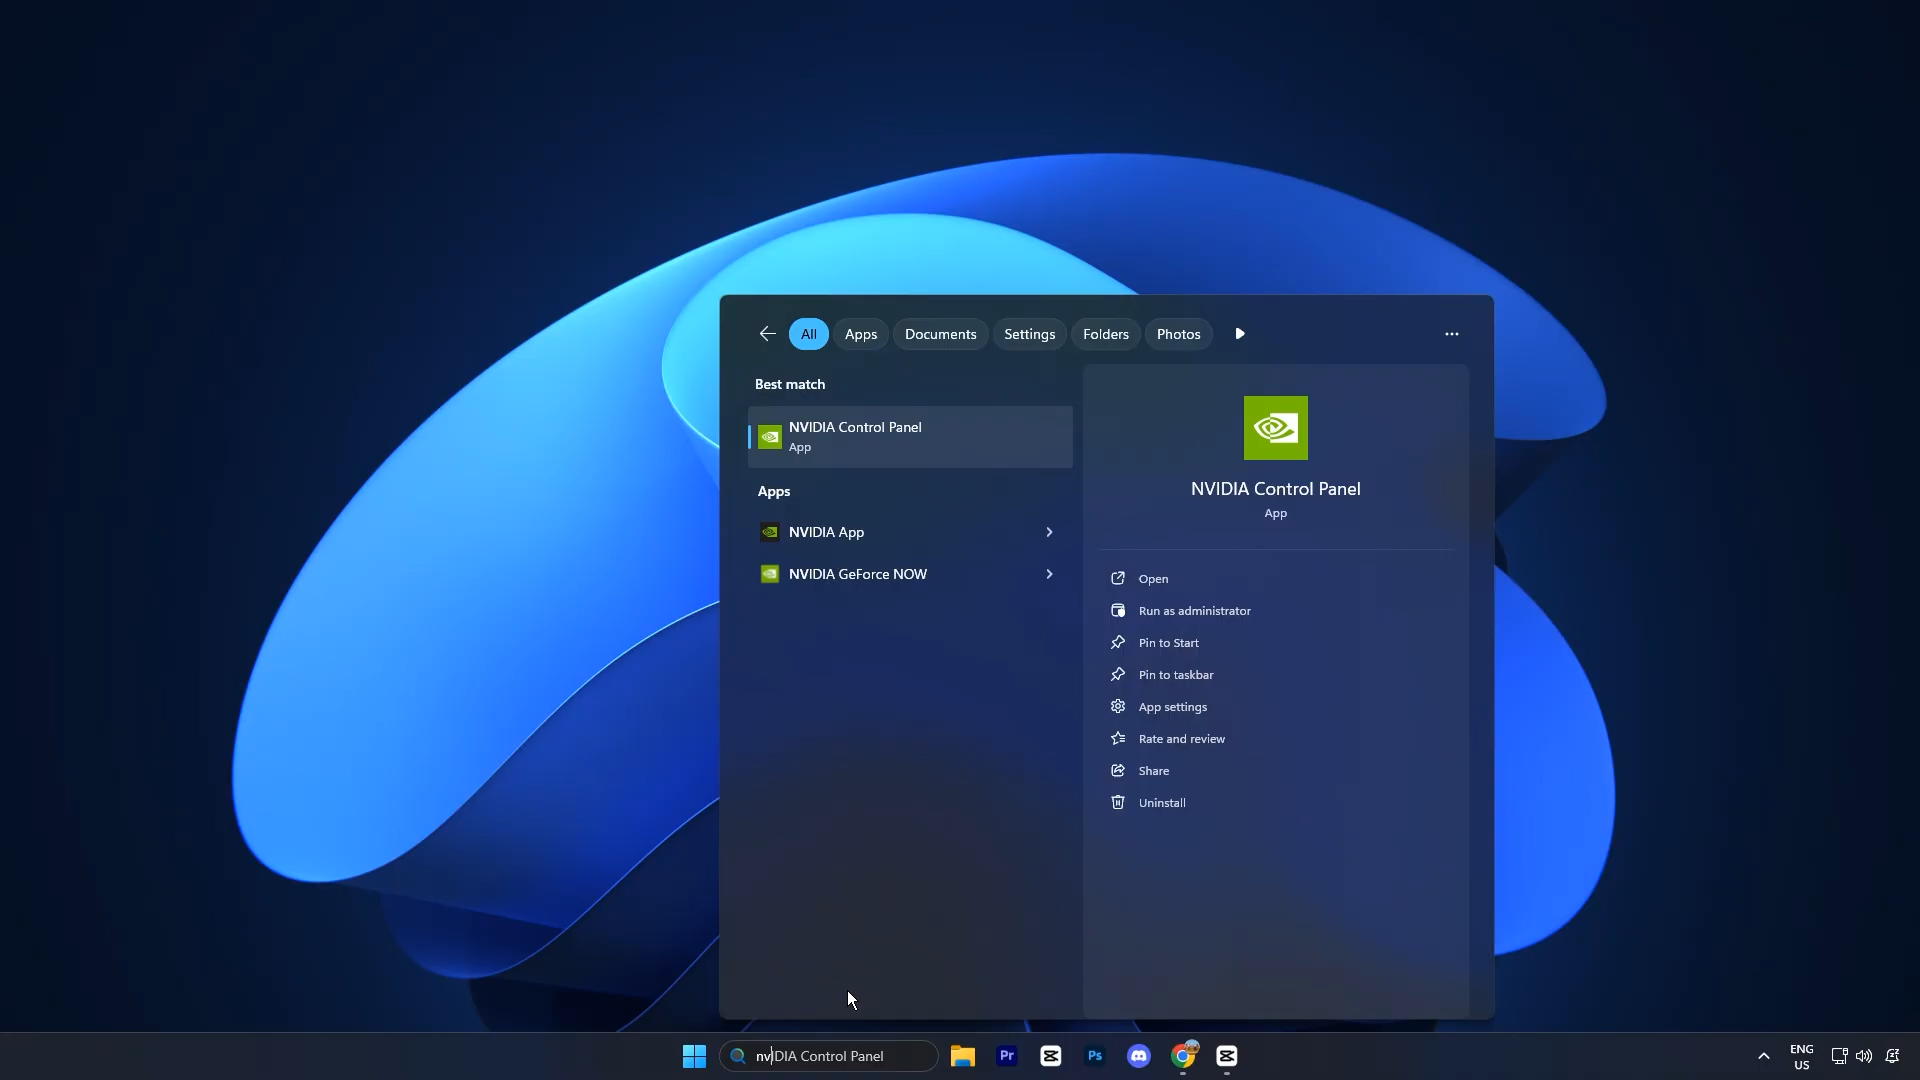 All
Apps
Documents
Settings
Folders
Photos
Best match
NVIDIA Control Panel
App
Apps
NVIDIA App
NVIDIA GeForce NOW
NVIDIA Control Panel
App
Open
Run as administrator
Pin to Start
Pin to taskbar
App settings
Rate and review
Share
Uninstall
nvIDIA Control Panel
Pr
Ps
ENG
US